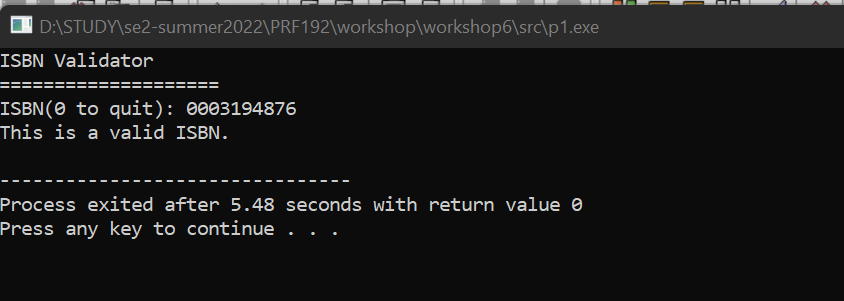 D:\STUDY\se2-summer2022\PRF192\workshop\workshop6\src\p1.exe
ISBN Validator
====================
ISBN(0 to quit): 0003194876
This is a valid ISBN.
--------------------------------
Process exited after 5.48 seconds with return value 0
Press any key to continue . . .